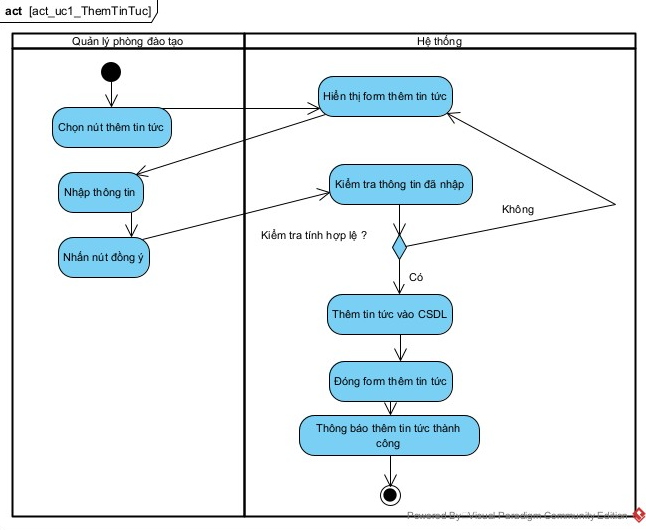 act [act_uc1_ThemTinTuc]
Quản lý phòng đào tạo
Hệ thống
Hiển thị form thêm tin tức
Chọn nút thêm tin tức
Nhập thông tin
Kiểm tra thông tin đã nhập
Không
Kiểm tra tính hợp lệ ?
Nhấn nút đồng ý
Có
Thêm tin tức vào CSDL
Đóng form thêm tin tức
Thông báo thêm tin tức thành
công
Powered By: Visual Paradigm Community Edition